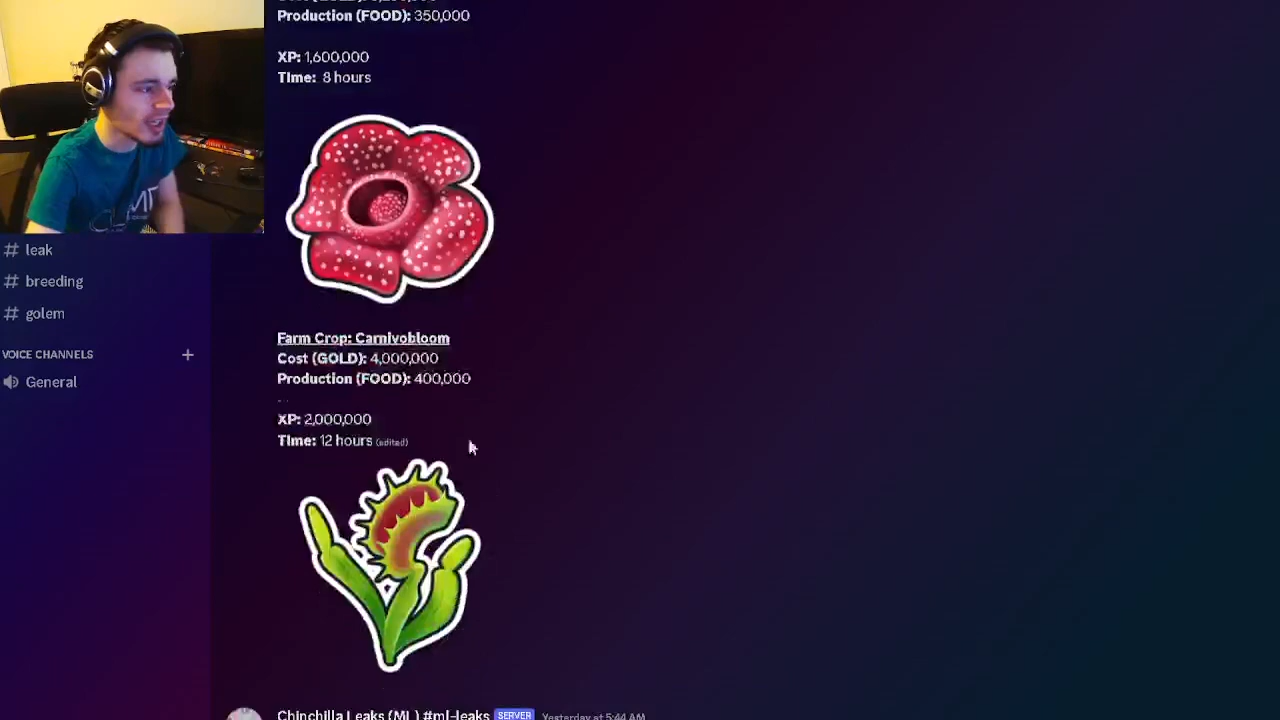 Production (FOOD): 350,000
XP: 1,600,000
Time: 8 hours
# leak
# breeding
# golem
VOICE CHANNELS +
General
Farm Crop: Carnivobloom
Cost (GOLD): 4,000,000
Production (FOOD): 400,000
XP: 2,000,000
Time: 12 hours (edited)
Chinchilla Leaks (ML) #ml-leaks SERVER Yesterday at 5:44 AM